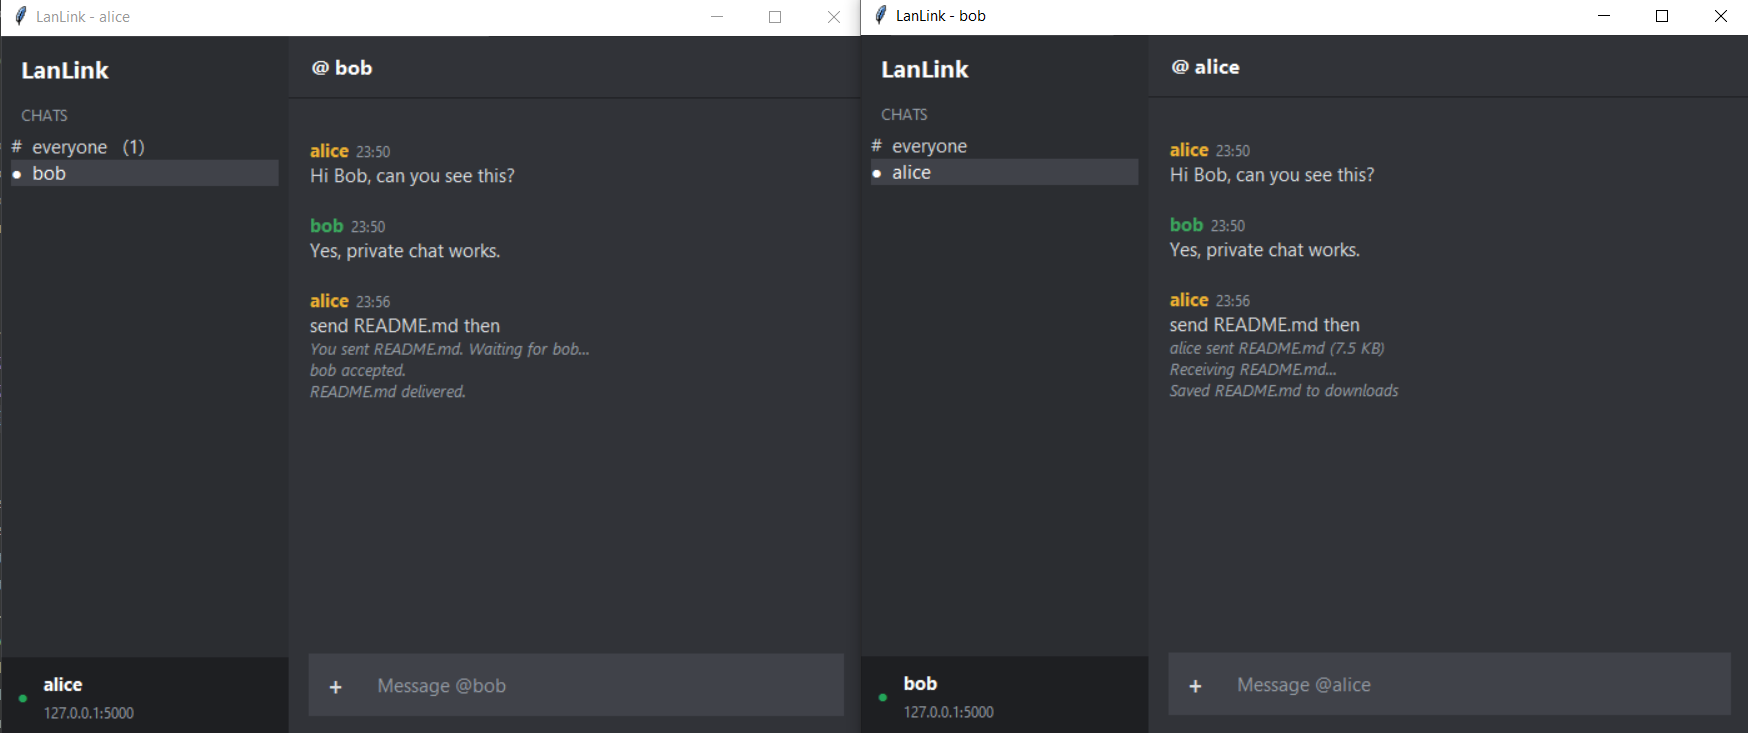 LanLink - alice
LanLink
CHATS
# everyone (1)
● bob
alice
127.0.0.1:5000
@ bob
alice 23:50
Hi Bob, can you see this?
bob 23:50
Yes, private chat works.
alice 23:56
send README.md then
You sent README.md. Waiting for bob...
bob accepted.
README.md delivered.
+ Message @bob
LanLink - bob
LanLink
CHATS
# everyone
● alice
bob
127.0.0.1:5000
@ alice
alice 23:50
Hi Bob, can you see this?
bob 23:50
Yes, private chat works.
alice 23:56
send README.md then
alice sent README.md (7.5 KB)
Receiving README.md...
Saved README.md to downloads
+ Message @alice